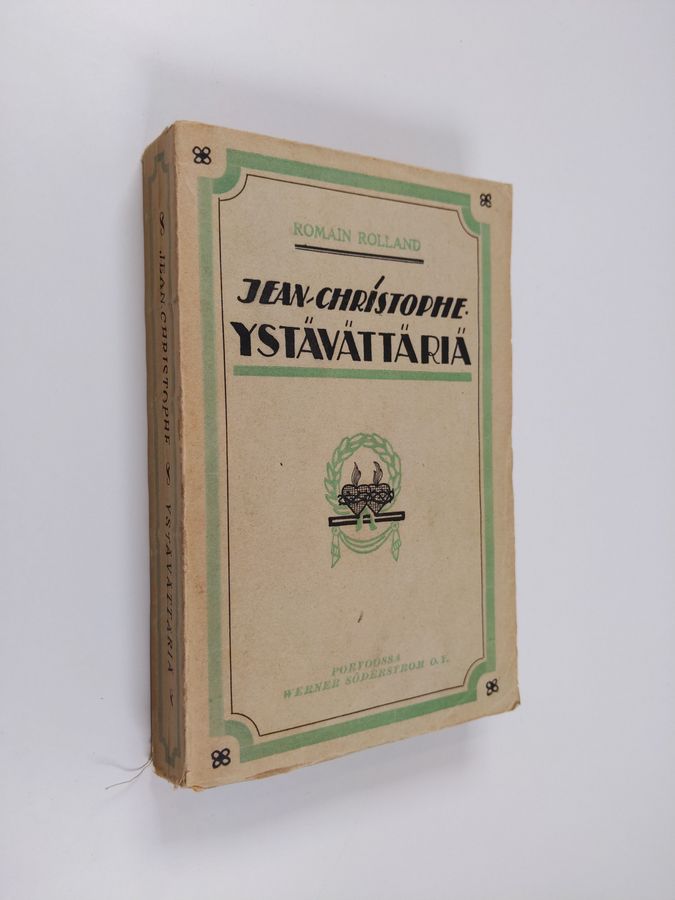 ROMAIN ROLLAND
JEAN-CHRISTOPHE.
YSTÄVÄTTÄRIÄ
PORVOOSSA
WERNER SÖDERSTRÖM O.Y.
JEAN-CHRISTOPHE YSTÄVÄTTÄRIÄ